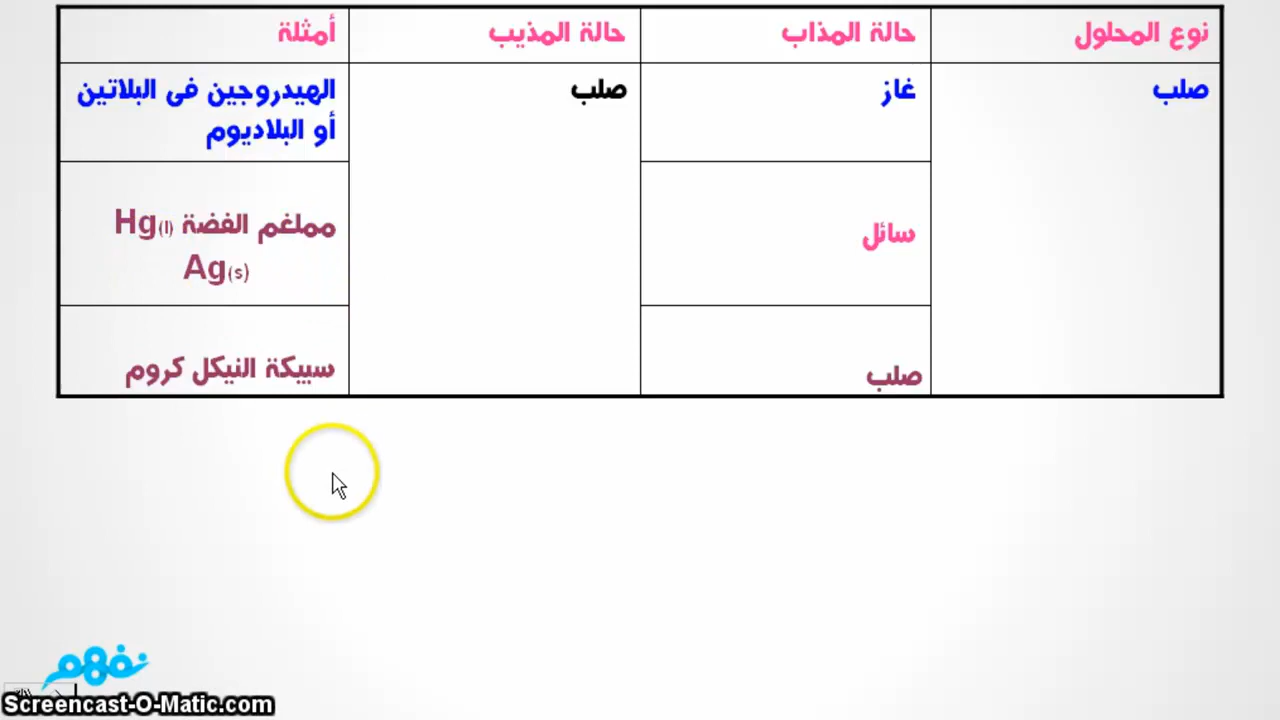 نوع المحلول
حالة المذاب
حالة المذيب
أمثلة
صلب
غاز
صلب
الهيدروجين فى البلاتين
أو البلاديوم
سائل
مملغم الفضة Hg(l)
Ag(s)
صلب
سبيكة النيكل كروم
نفهم
Screencast-O-Matic.com